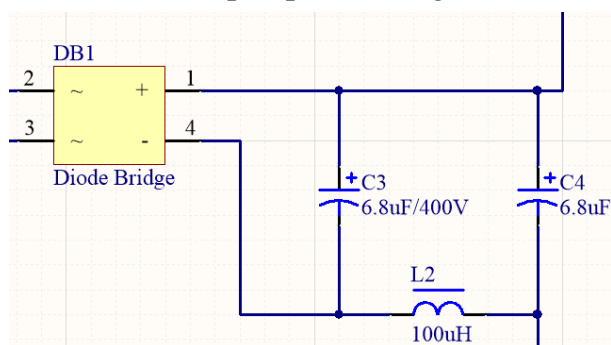 DB1
2 ~ + 1
3 ~ - 4
Diode Bridge
+ C3
6.8uF/400V
+ C4
6.8uF
L2
100uH